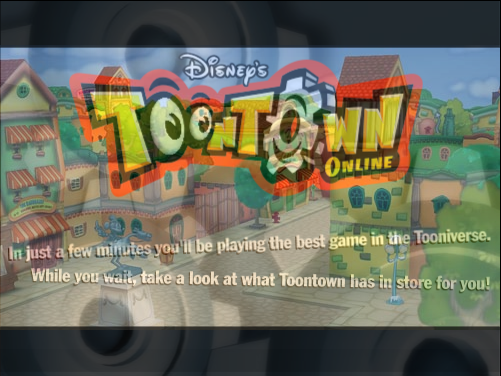 Disney's
TOONTOWN
ONLINE
In just a few minutes you'll be playing the best game in the Tooniverse.
While you wait, take a look at what Toontown has in store for you!